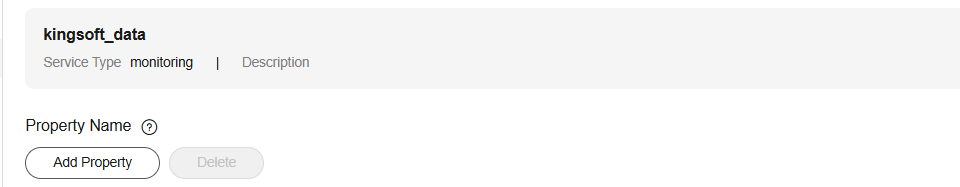 kingsoft_data
Service Type monitoring | Description
Property Name ?
Add Property Delete